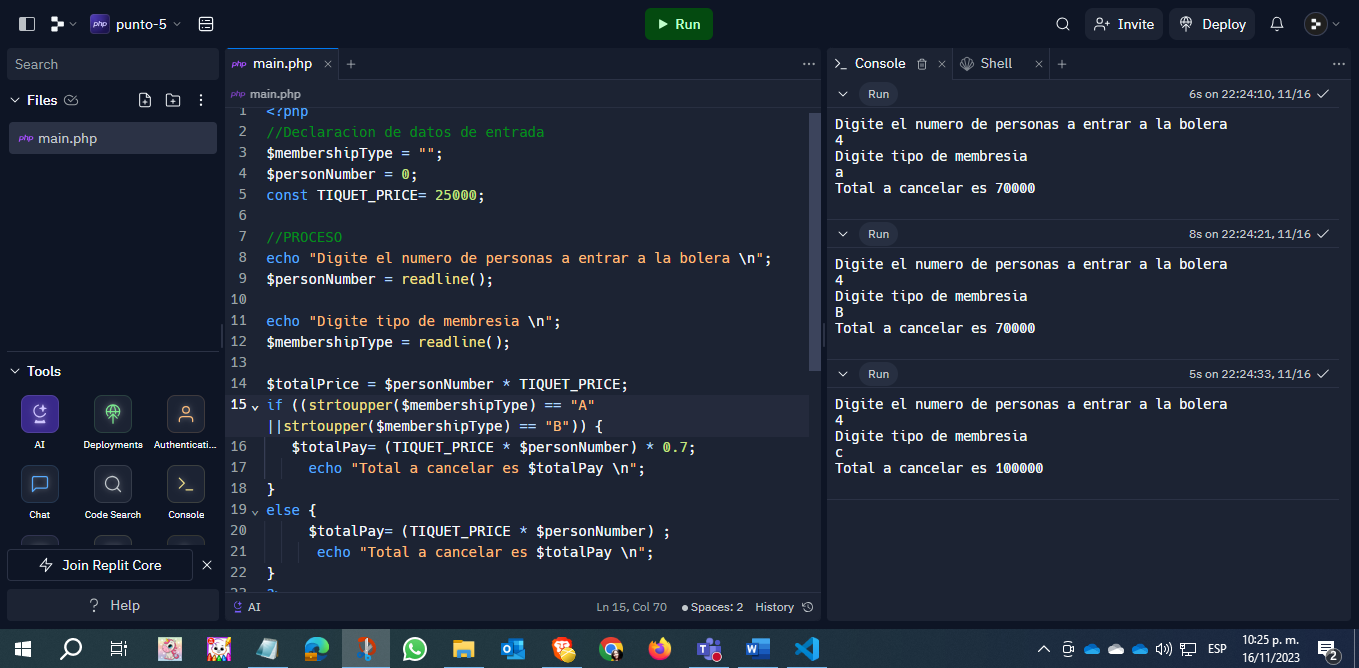 php punto-5
Run
Invite
Deploy
Search
Files
php main.php
Tools
AI
Deployments
Authenticati...
Chat
Code Search
Console
Join Replit Core
? Help
php main.php
php main.php
1 <?php
2 //Declaracion de datos de entrada
3 $membershipType = "";
4 $personNumber = 0;
5 const TIQUET_PRICE= 25000;
6
7 //PROCESO
8 echo "Digite el numero de personas a entrar a la bolera \n";
9 $personNumber = readline();
10
11 echo "Digite tipo de membresia \n";
12 $membershipType = readline();
13
14 $totalPrice = $personNumber * TIQUET_PRICE;
15 if ((strtoupper($membershipType) == "A"
||strtoupper($membershipType) == "B")) {
16 $totalPay= (TIQUET_PRICE * $personNumber) * 0.7;
17 echo "Total a cancelar es $totalPay \n";
18 }
19 else {
20 $totalPay= (TIQUET_PRICE * $personNumber) ;
21 echo "Total a cancelar es $totalPay \n";
22 }
23 ?>
AI
Ln 15, Col 70
Spaces: 2
History
Console
Shell
Run
6s on 22:24:10, 11/16
Digite el numero de personas a entrar a la bolera
4
Digite tipo de membresia
a
Total a cancelar es 70000
Run
8s on 22:24:21, 11/16
Digite el numero de personas a entrar a la bolera
4
Digite tipo de membresia
B
Total a cancelar es 70000
Run
5s on 22:24:33, 11/16
Digite el numero de personas a entrar a la bolera
4
Digite tipo de membresia
c
Total a cancelar es 100000
ESP
10:25 p. m.
16/11/2023
2